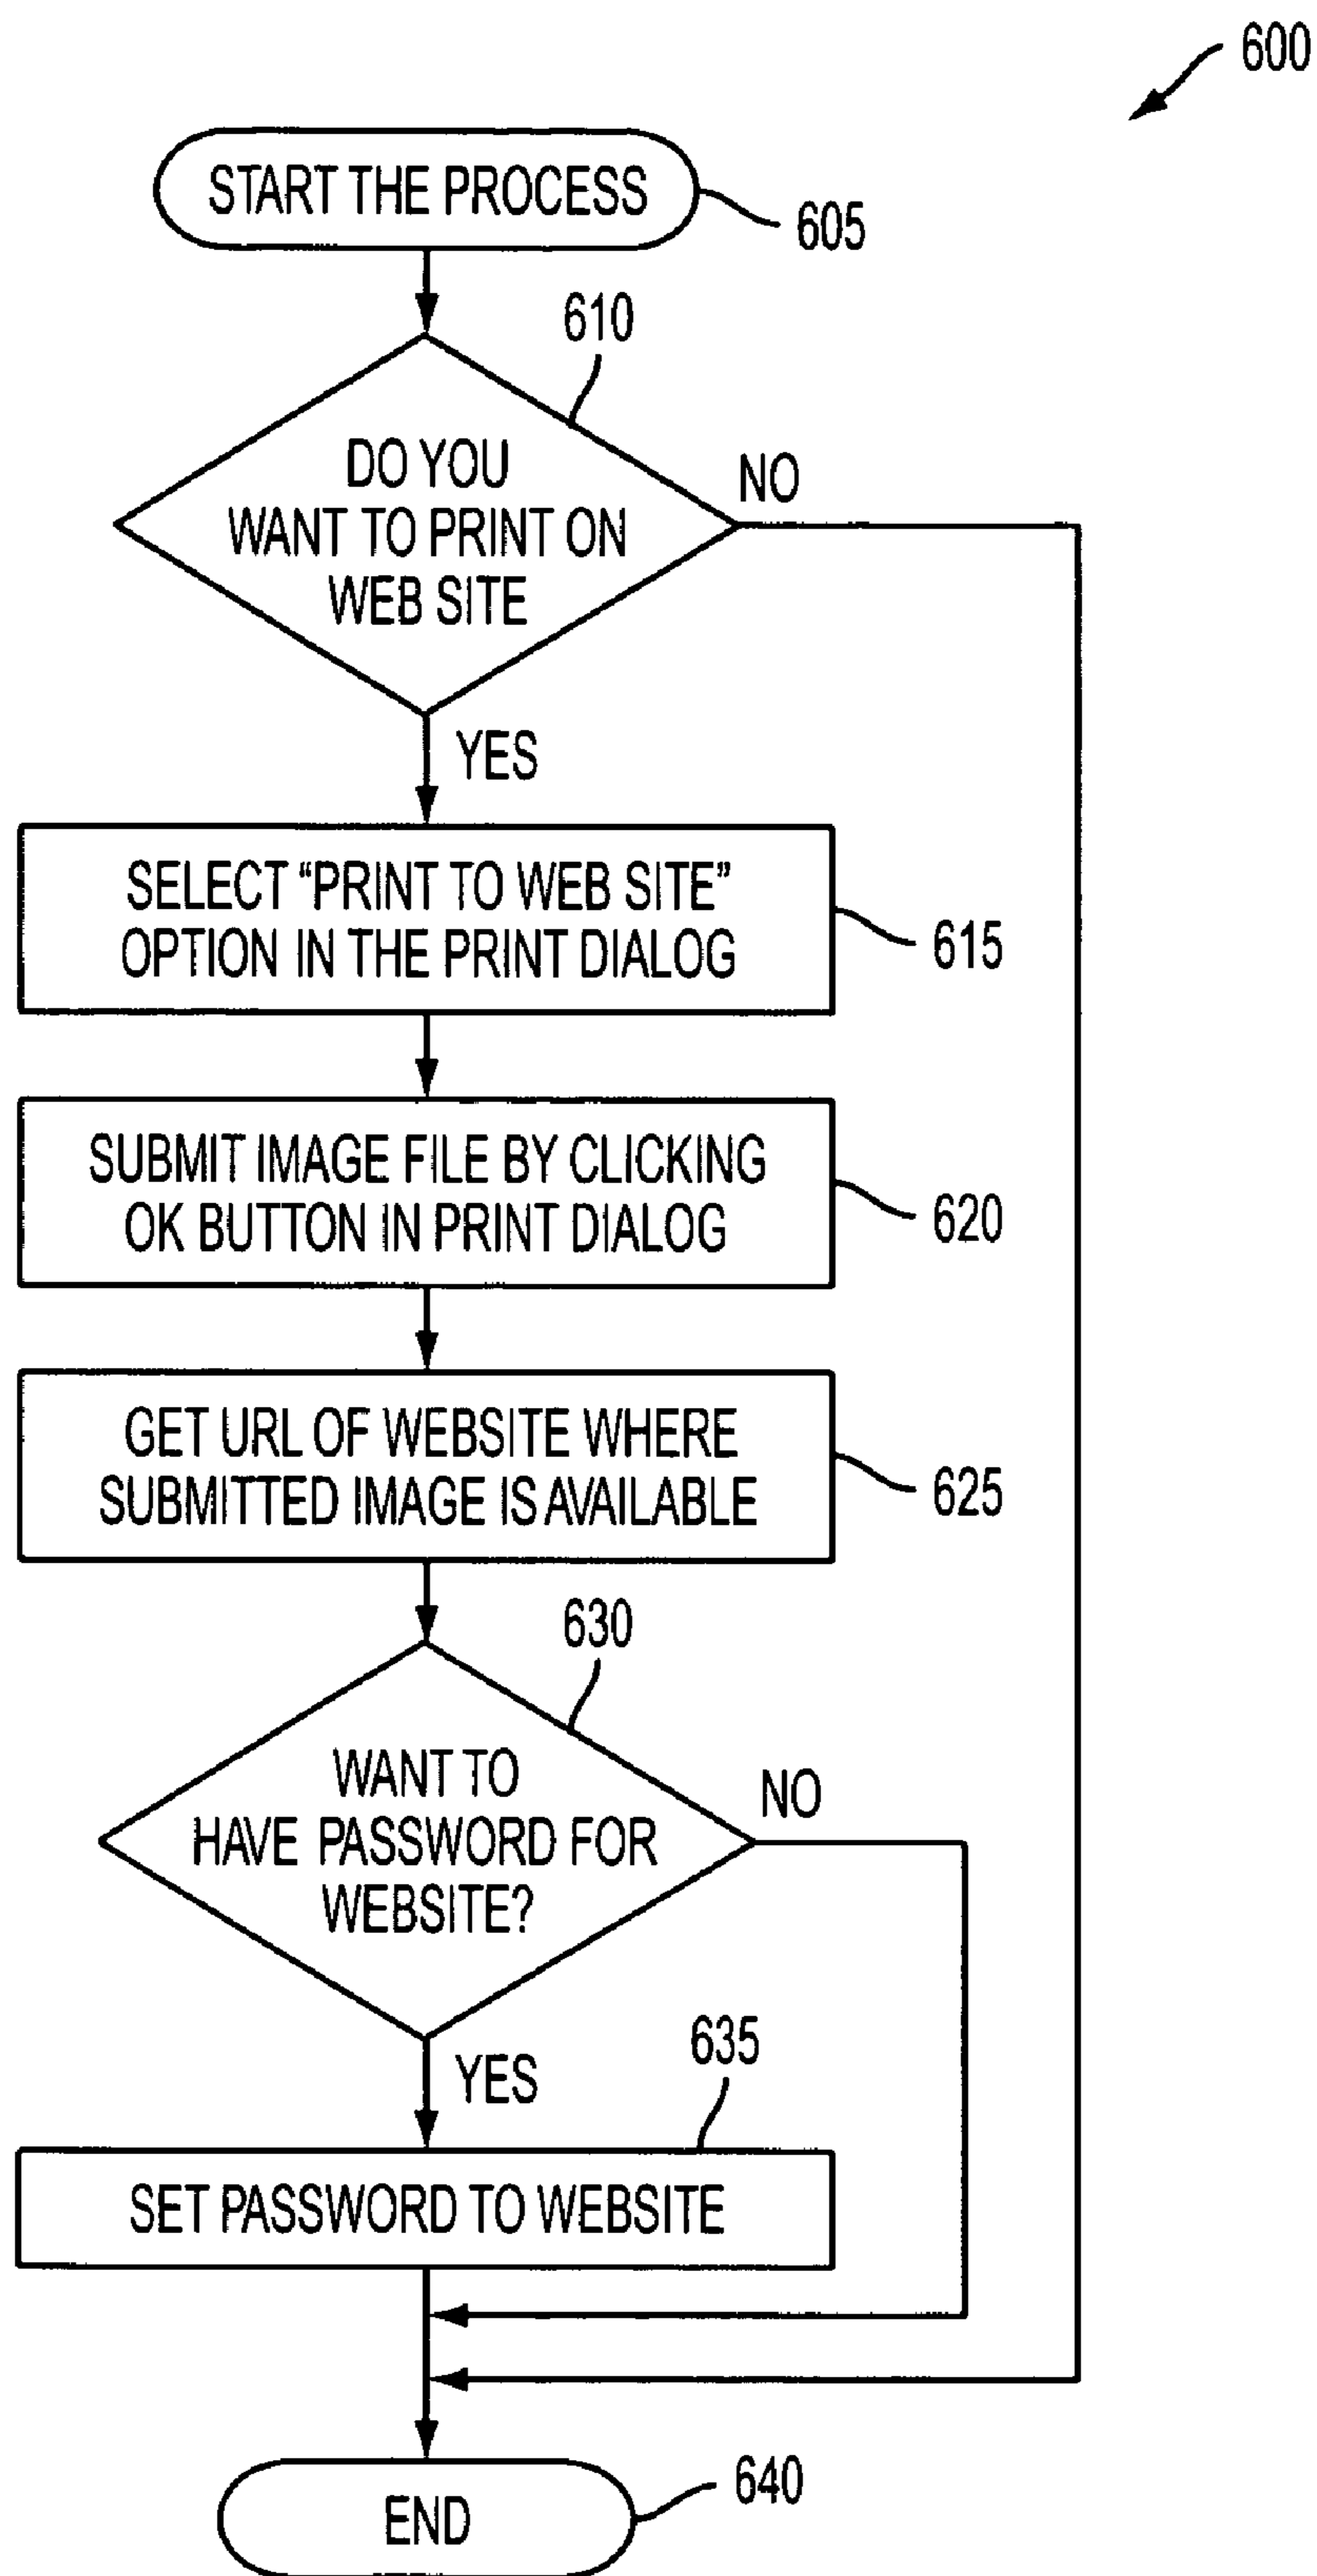 600
START THE PROCESS
605
610
DO YOU
WANT TO PRINT ON
WEB SITE
NO
YES
SELECT “PRINT TO WEB SITE”
OPTION IN THE PRINT DIALOG
615
SUBMIT IMAGE FILE BY CLICKING
OK BUTTON IN PRINT DIALOG
620
GET URL OF WEBSITE WHERE
SUBMITTED IMAGE IS AVAILABLE
625
630
WANT TO
HAVE PASSWORD FOR
WEBSITE?
NO
YES
635
SET PASSWORD TO WEBSITE
END
640